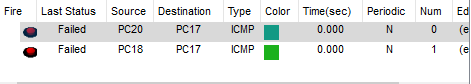 Fire Last Status Source Destination Type Color Time(sec) Periodic Num Ed
Failed PC20 PC17 ICMP 0.000 N 0 (e
Failed PC18 PC17 ICMP 0.000 N 1 (e